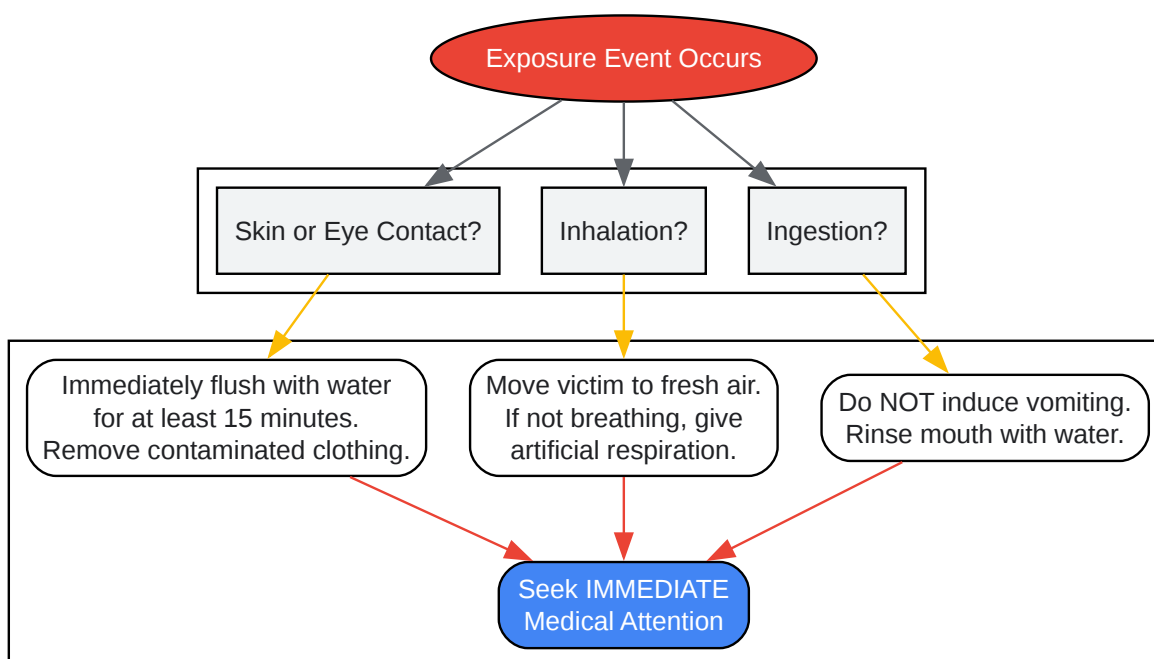 Exposure Event Occurs
Skin or Eye Contact?
Inhalation?
Ingestion?
Immediately flush with water
for at least 15 minutes.
Remove contaminated clothing.
Move victim to fresh air.
If not breathing, give
artificial respiration.
Do NOT induce vomiting.
Rinse mouth with water.
Seek IMMEDIATE
Medical Attention